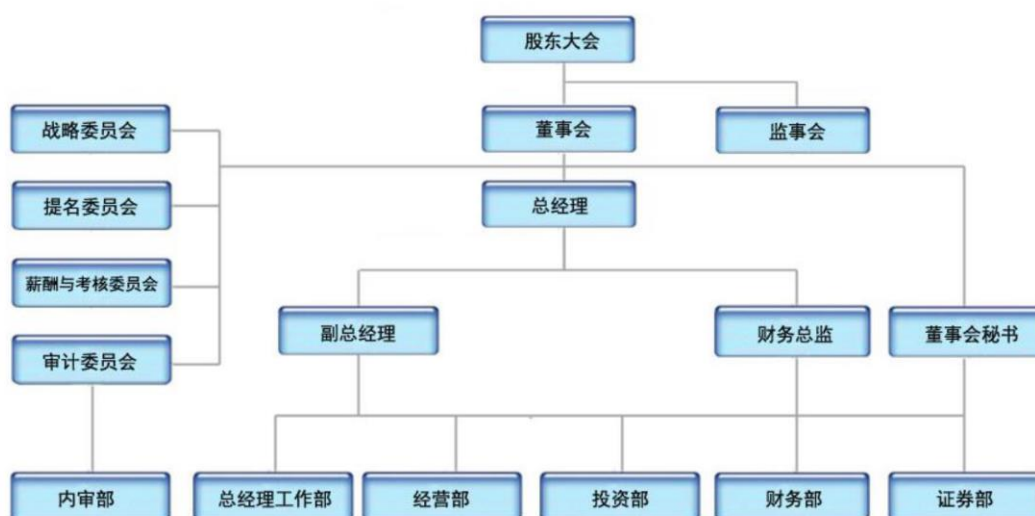 股东大会
董事会
监事会
战略委员会
提名委员会
总经理
薪酬与考核委员会
副总经理
财务总监
董事会秘书
审计委员会
内审部
总经理工作部
经营部
投资部
财务部
证券部